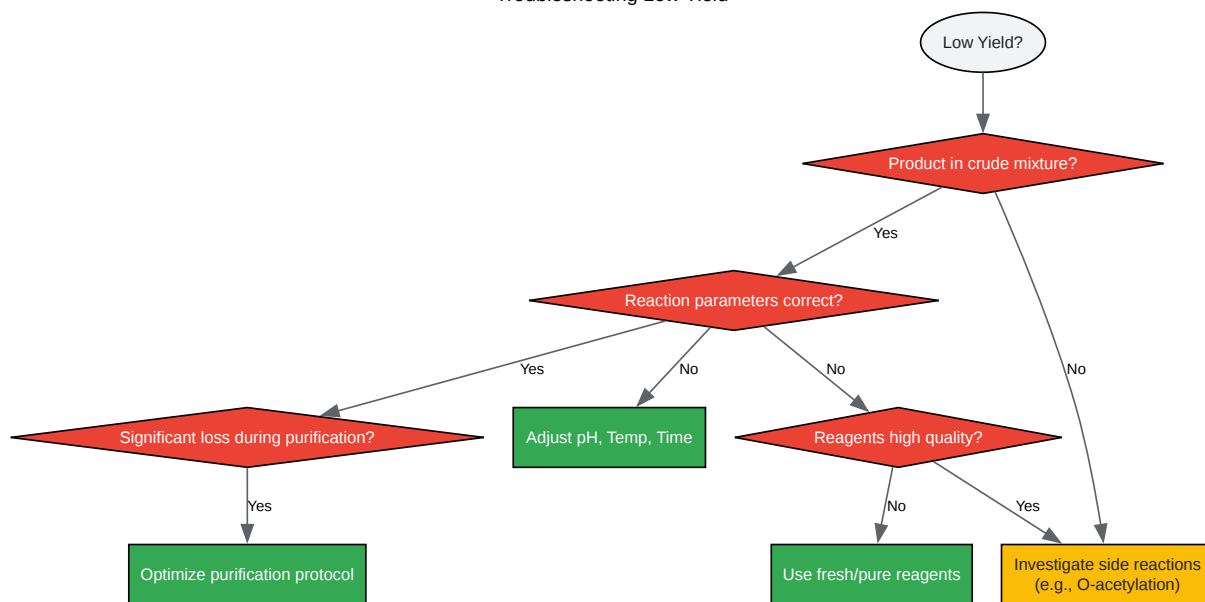 Low Yield?
Product in crude mixture?
Yes
Reaction parameters correct?
Yes
No
No
No
Significant loss during purification?
Adjust pH, Temp, Time
Reagents high quality?
Yes
No
Yes
Optimize purification protocol
Use fresh/pure reagents
Investigate side reactions
(e.g., O-acetylation)